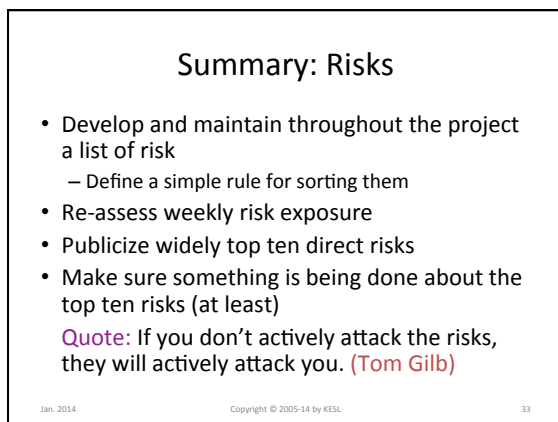 Summary: Risks
• Develop and maintain throughout the project
a list of risk
– Define a simple rule for sorting them
• Re-assess weekly risk exposure
• Publicize widely top ten direct risks
• Make sure something is being done about the
top ten risks (at least)
Quote: If you don't actively attack the risks,
they will actively attack you. (Tom Gilb)
Jan. 2014 Copyright © 2005-14 by KESL 33